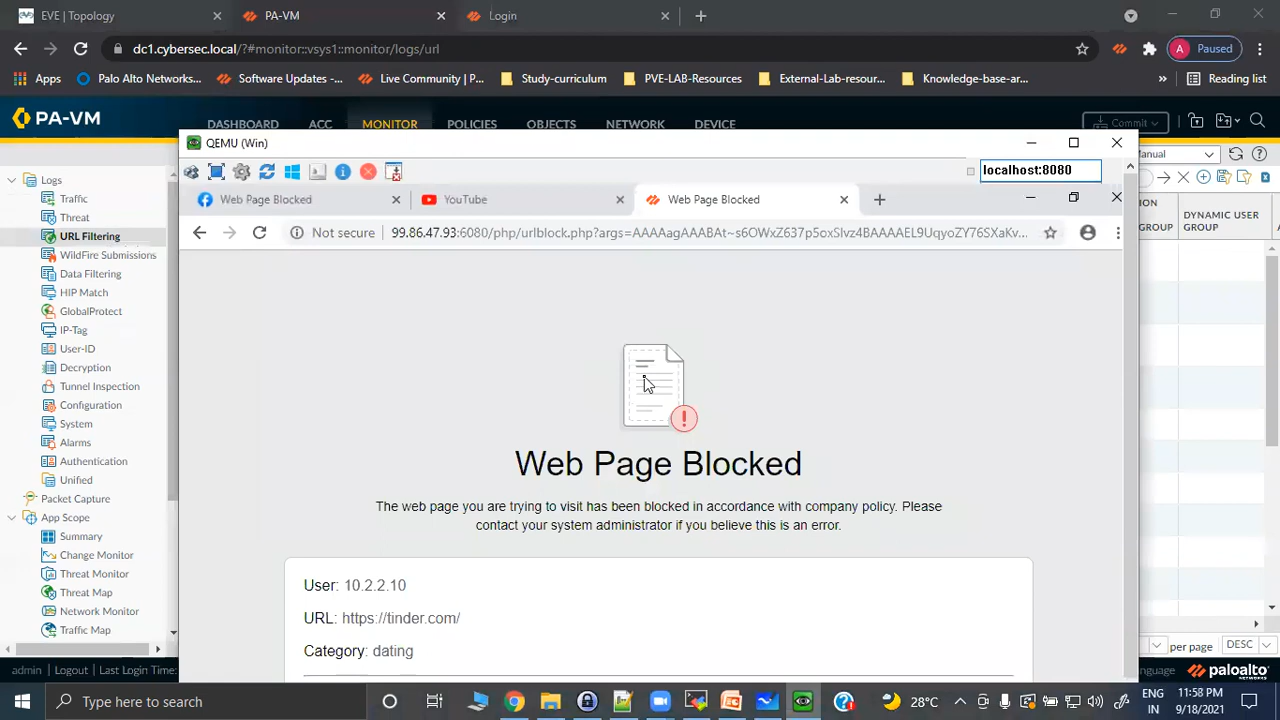 EVE | Topology
PA-VM
Login
dc1.cybersec.local/?#monitor::vsys1::monitor/logs/url
Paused
Apps
Palo Alto Networks...
Software Updates -...
Live Community | P...
Study-curriculum
PVE-LAB-Resources
External-Lab-resour...
Knowledge-base-ar...
Reading list
PA-VM
DASHBOARD
ACC
MONITOR
POLICIES
OBJECTS
NETWORK
DEVICE
Commit
QEMU (Win)
localhost:8080
Web Page Blocked
YouTube
Web Page Blocked
Not secure
99.86.47.93:6080/php/urlblock.php?args=AAAAagAAABAt~s6OWxZ637p5oxSlvz4BAAAAEL9UqyoZY76SXaKv...
Web Page Blocked
The web page you are trying to visit has been blocked in accordance with company policy. Please
contact your system administrator if you believe this is an error.
User: 10.2.2.10
URL: https://tinder.com/
Category: dating
Logs
Traffic
Threat
URL Filtering
WildFire Submissions
Data Filtering
HIP Match
GlobalProtect
IP-Tag
User-ID
Decryption
Tunnel Inspection
Configuration
System
Alarms
Authentication
Unified
Packet Capture
App Scope
Summary
Change Monitor
Threat Monitor
Threat Map
Network Monitor
Traffic Map
DYNAMIC USER
GROUP
per page
DESC
admin | Logout | Last Login Time:
paloalto
NETWORKS
Type here to search
28°C
ENG
IN
11:58 PM
9/18/2021